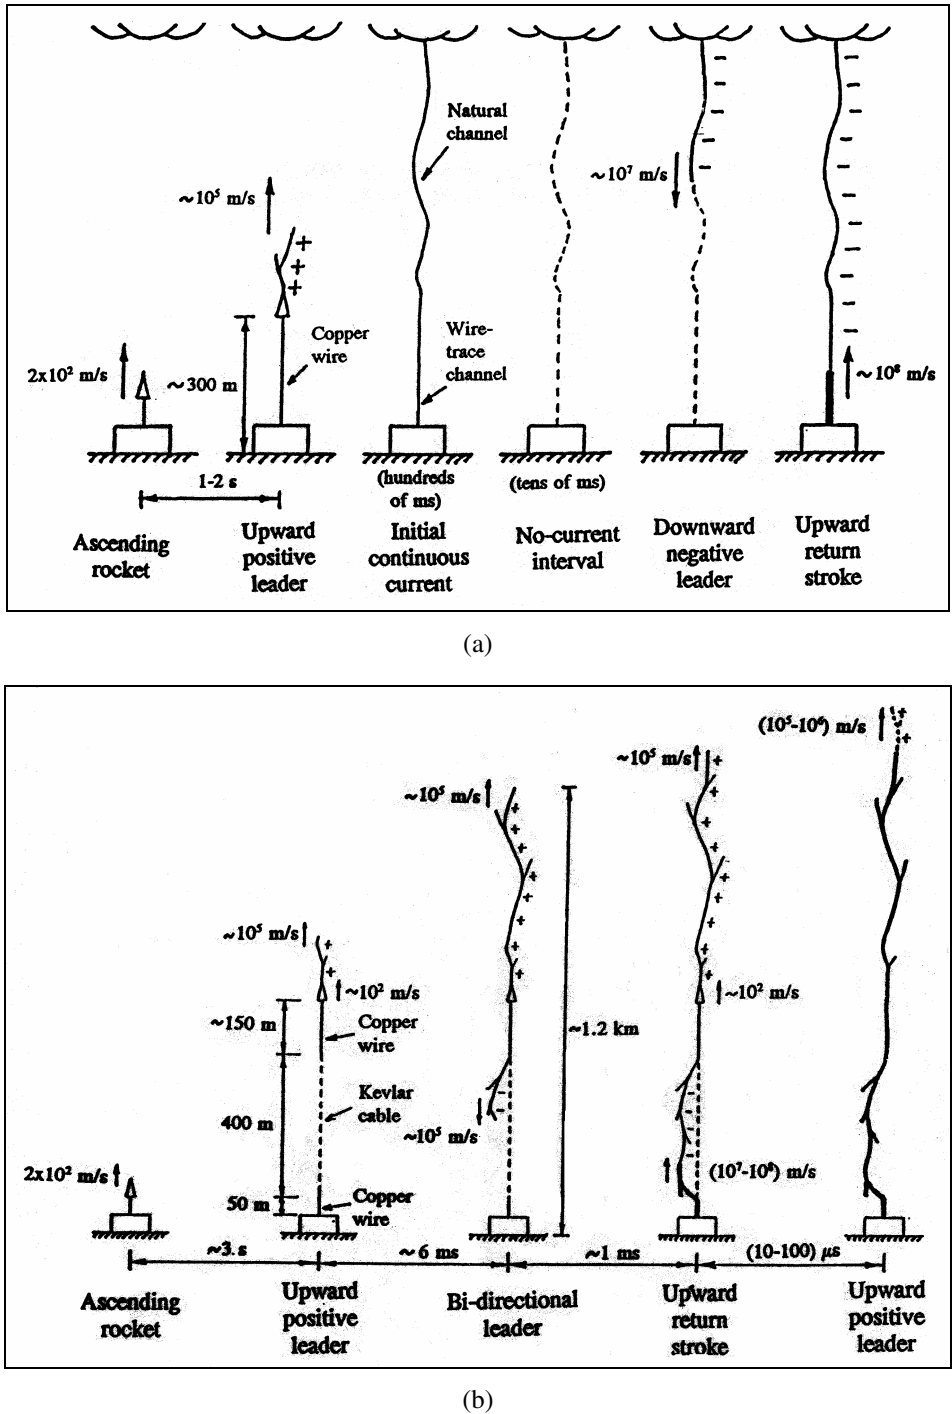 Natural
channel
~10⁵ m/s
~10⁷ m/s
Copper
wire
Wire-
trace
channel
2x10² m/s
~300 m
~10⁸ m/s
1-2 s
(hundreds
of ms)
(tens of ms)
Ascending
rocket
Upward
positive
leader
Initial
continuous
current
No-current
interval
Downward
negative
leader
Upward
return
stroke
(a)
(10⁵-10⁶) m/s
~10⁵ m/s
~10⁵ m/s
~10⁵ m/s
~10² m/s
~10² m/s
~150 m
Copper
wire
~1.2 km
Kevlar
cable
400 m
~10⁵ m/s
2x10² m/s
(10⁷-10⁸) m/s
50 m
Copper
wire
~3 s
~6 ms
~1 ms
(10-100) μs
Ascending
rocket
Upward
positive
leader
Bi-directional
leader
Upward
return
stroke
Upward
positive
leader
(b)